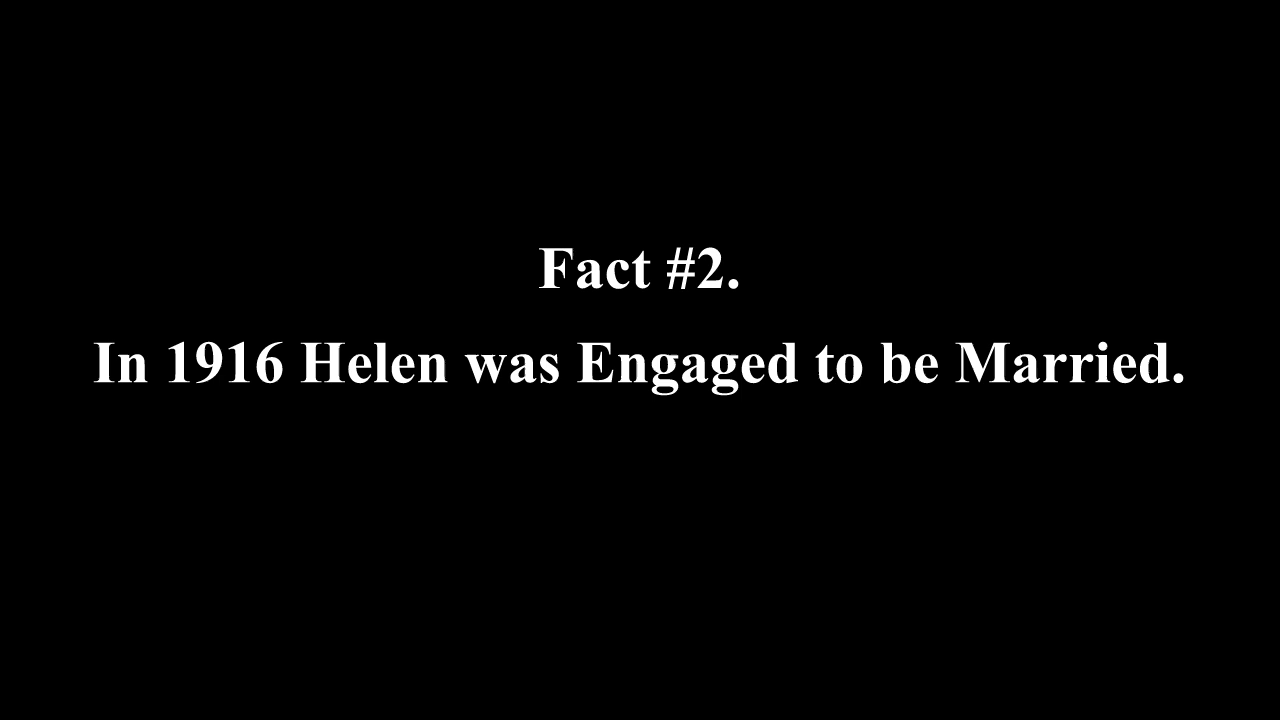 Fact #2.
In 1916 Helen was Engaged to be Married.